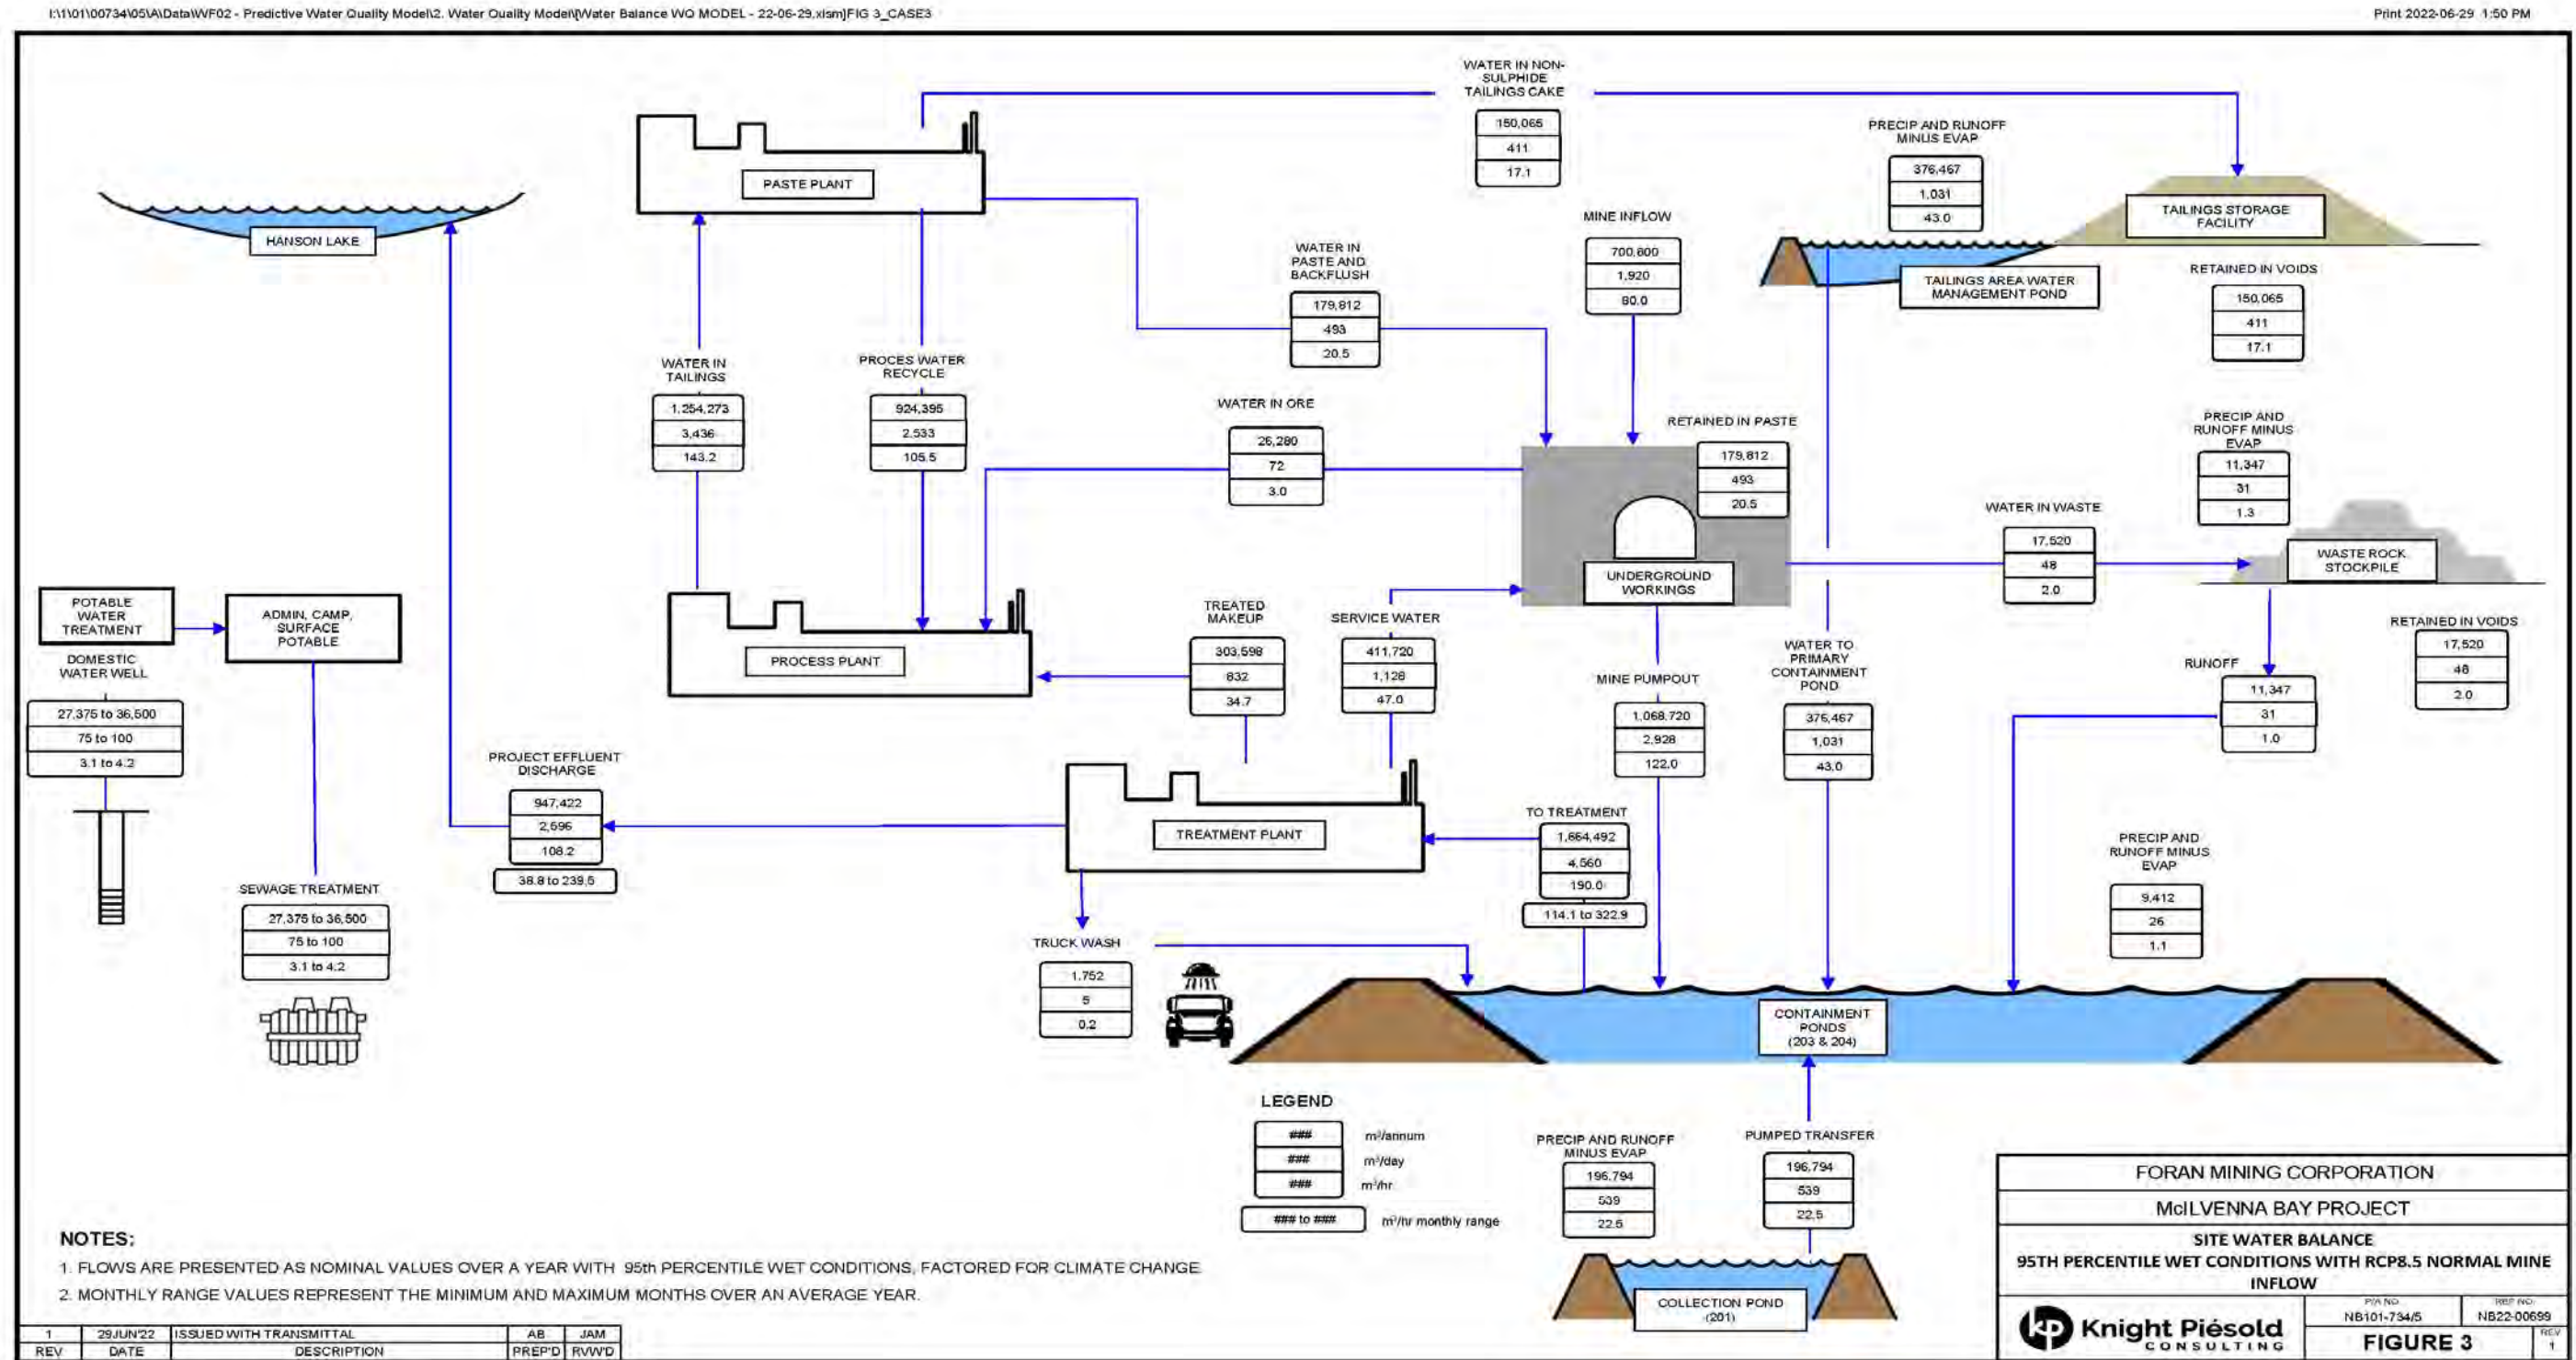 I:\1\01\00734\05\A\Data\WF02 - Predictive Water Quality Model\2. Water Quality Model\[Water Balance WQ MODEL - 22-06-29.xlsm]FIG 3_CASE3
Print 2022-06-29 1:50 PM
WATER IN NON-
SULPHIDE
TAILINGS CAKE
150,065
411
17.1
PRECIP AND RUNOFF
MINUS EVAP
376,467
1,031
43.0
PASTE PLANT
HANSON LAKE
TAILINGS STORAGE
FACILITY
TAILINGS AREA WATER
MANAGEMENT POND
RETAINED IN VOIDS
150,065
411
17.1
MINE INFLOW
700,800
1,920
80.0
WATER IN
PASTE AND
BACKFLUSH
179,812
493
20.5
WATER IN
TAILINGS
1,254,273
3,436
143.2
PROCES WATER
RECYCLE
924,395
2,533
105.5
WATER IN ORE
26,280
72
3.0
RETAINED IN PASTE
179,812
493
20.5
UNDERGROUND
WORKINGS
PRECIP AND
RUNOFF MINUS
EVAP
11,347
31
1.3
WATER IN WASTE
17,520
48
2.0
WASTE ROCK
STOCKPILE
RETAINED IN VOIDS
17,520
48
2.0
RUNOFF
11,347
31
1.0
POTABLE
WATER
TREATMENT
ADMIN, CAMP,
SURFACE
POTABLE
DOMESTIC
WATER WELL
27,375 to 36,500
75 to 100
3.1 to 4.2
PROCESS PLANT
TREATED
MAKEUP
303,598
832
34.7
SERVICE WATER
411,720
1,128
47.0
MINE PUMPOUT
1,068,720
2,928
122.0
WATER TO
PRIMARY
CONTAINMENT
POND
376,467
1,031
43.0
PROJECT EFFLUENT
DISCHARGE
947,422
2,596
108.2
38.8 to 239.5
TREATMENT PLANT
TO TREATMENT
1,664,492
4,560
190.0
114.1 to 322.9
SEWAGE TREATMENT
27,375 to 36,500
75 to 100
3.1 to 4.2
TRUCK WASH
1,752
5
0.2
PRECIP AND
RUNOFF MINUS
EVAP
9,412
26
1.1
CONTAINMENT
PONDS
(203 & 204)
LEGEND
### m³/annum
### m³/day
### m³/hr
### to ### m³/hr monthly range
PRECIP AND RUNOFF
MINUS EVAP
196,794
539
22.5
PUMPED TRANSFER
196,794
539
22.5
COLLECTION POND
(201)
NOTES:
1. FLOWS ARE PRESENTED AS NOMINAL VALUES OVER A YEAR WITH 95th PERCENTILE WET CONDITIONS, FACTORED FOR CLIMATE CHANGE.
2. MONTHLY RANGE VALUES REPRESENT THE MINIMUM AND MAXIMUM MONTHS OVER AN AVERAGE YEAR.
1 29JUN'22 ISSUED WITH TRANSMITTAL AB JAM
REV DATE DESCRIPTION PREP'D RVW'D
FORAN MINING CORPORATION
McILVENNA BAY PROJECT
SITE WATER BALANCE
95TH PERCENTILE WET CONDITIONS WITH RCP8.5 NORMAL MINE
INFLOW
kp Knight Piésold
CONSULTING
P/A NO.
NB101-734/5
REF NO.
NB22-00699
FIGURE 3
REV
1